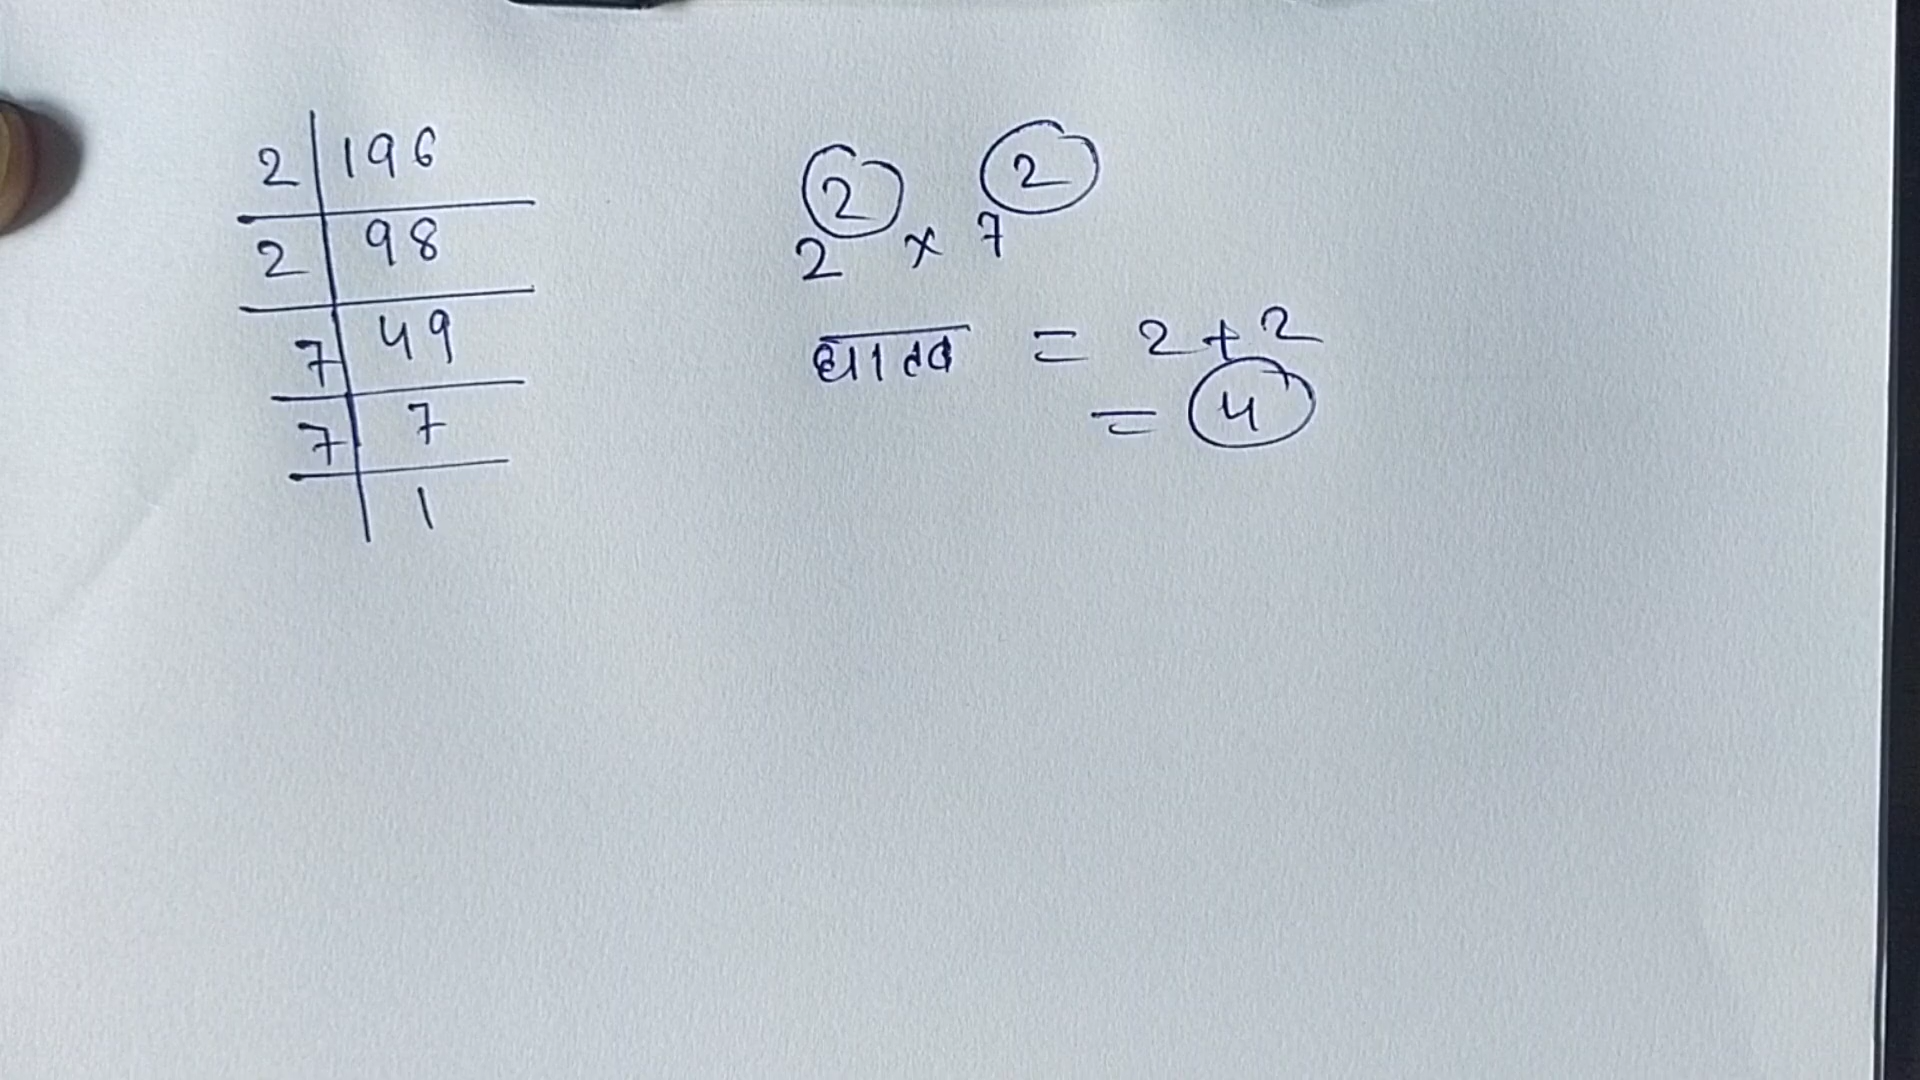 2 | 196
2 | 98
7 | 49
7 | 7
1
2² × 7²
= 2 + 2
= 4